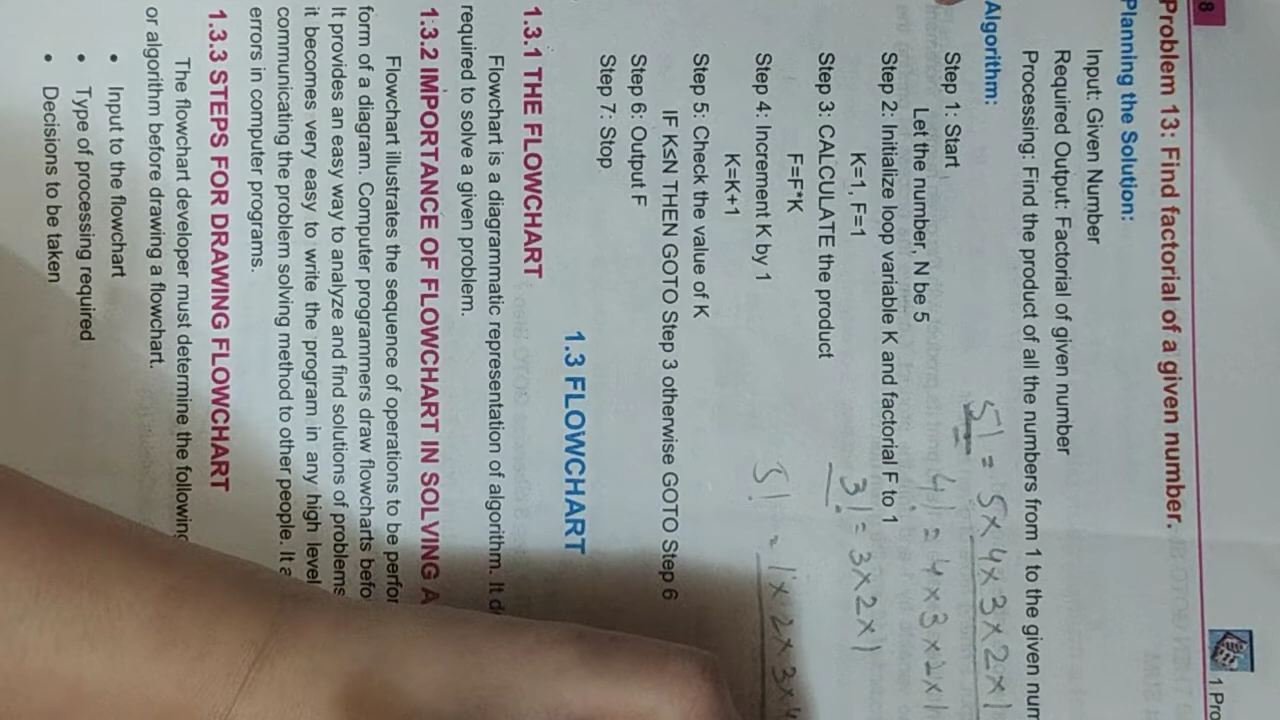 8
1 Pro
Problem 13: Find factorial of a given number.
Planning the Solution:
Input: Given Number
Required Output: Factorial of given number
Processing: Find the product of all the numbers from 1 to the given num
Algorithm:
5! = 5 x 4 x 3 x 2 x 1
Step 1: Start
Let the number, N be 5
4! = 4 x 3 x 2 x 1
Step 2: Initialize loop variable K and factorial F to 1
K=1, F=1
3! = 3 x 2 x 1
Step 3: CALCULATE the product
F=F*K
Step 4: Increment K by 1
5! = 1 x 2 x 3 x 4
K=K+1
Step 5: Check the value of K
IF K≤N THEN GOTO Step 3 otherwise GOTO Step 6
Step 6: Output F
Step 7: Stop
1.3 FLOWCHART
1.3.1 THE FLOWCHART
Flowchart is a diagrammatic representation of algorithm. It d
required to solve a given problem.
1.3.2 IMPORTANCE OF FLOWCHART IN SOLVING A
Flowchart illustrates the sequence of operations to be perfor
form of a diagram. Computer programmers draw flowcharts befo
It provides an easy way to analyze and find solutions of problems
it becomes very easy to write the program in any high level
communicating the problem solving method to other people. It a
errors in computer programs.
1.3.3 STEPS FOR DRAWING FLOWCHART
The flowchart developer must determine the following
or algorithm before drawing a flowchart.
• Input to the flowchart
• Type of processing required
• Decisions to be taken